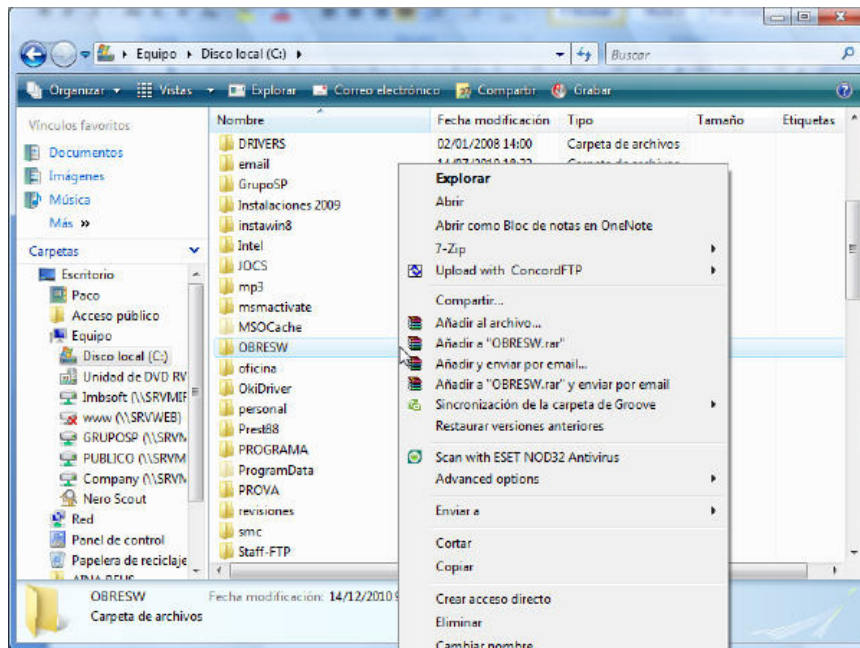 Equipo ▸ Disco local (C:) ▸
Buscar
Organizar Vistas Explorar Correo electrónico Compartir Grabar
Vínculos favoritos
Documentos
Imágenes
Música
Más »
Carpetas
Escritorio
Paco
Acceso público
Equipo
Disco local (C:)
Unidad de DVD RV
Imbsoft (\\SRVMIF
www (\\SRVWEB)
GRUPOSP (\\SRVM
PUBLICO (\\SRVM
Company (\\SRVM
Nero Scout
Red
Panel de control
Papelera de reciclaje
Nombre Fecha modificación Tipo Tamaño Etiquetas
DRIVERS 02/01/2008 14:00 Carpeta de archivos
email
GrupoSP
Instalaciones 2009
instawin8
Intel
JOCS
mp3
msmactivate
MSOCache
OBRESW
oficina
OkiDriver
personal
Prest88
PROGRAMA
ProgramData
PROVA
revisiones
smc
Staff-FTP
Explorar
Abrir
Abrir como Bloc de notas en OneNote
7-Zip
Upload with ConcordFTP
Compartir...
Añadir al archivo...
Añadir a "OBRESW.rar"
Añadir y enviar por email...
Añadir a "OBRESW.rar" y enviar por email
Sincronización de la carpeta de Groove
Restaurar versiones anteriores
Scan with ESET NOD32 Antivirus
Advanced options
Enviar a
Cortar
Copiar
Crear acceso directo
Eliminar
Cambiar nombre
OBRESW Fecha modificación: 14/12/2010
Carpeta de archivos